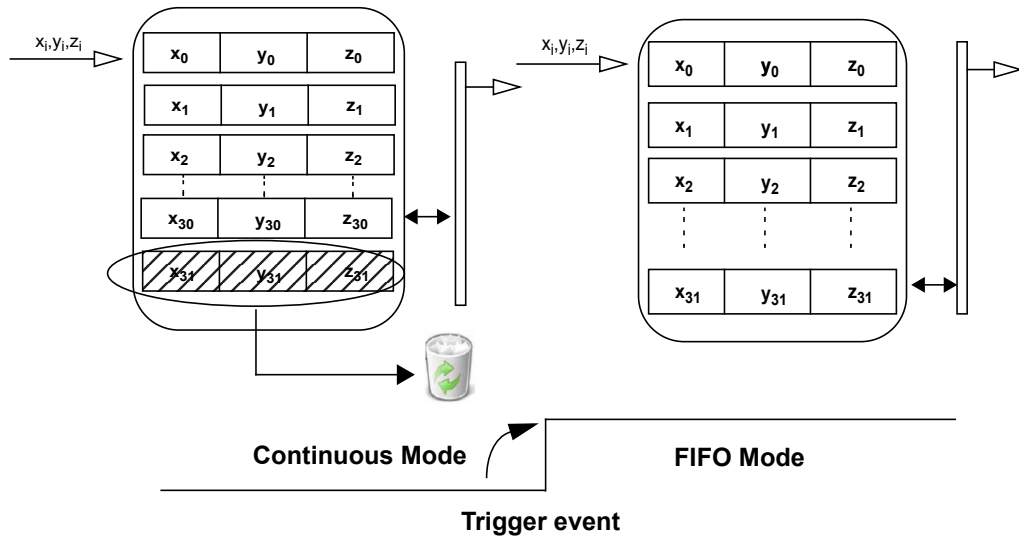 xᵢ,yᵢ,zᵢ
x₀ y₀ z₀
x₁ y₁ z₁
x₂ y₂ z₂
x₃₀ y₃₀ z₃₀
x₃₁ y₃₁ z₃₁
xᵢ,yᵢ,zᵢ
x₀ y₀ z₀
x₁ y₁ z₁
x₂ y₂ z₂
x₃₁ y₃₁ z₃₁
Continuous Mode
FIFO Mode
Trigger event